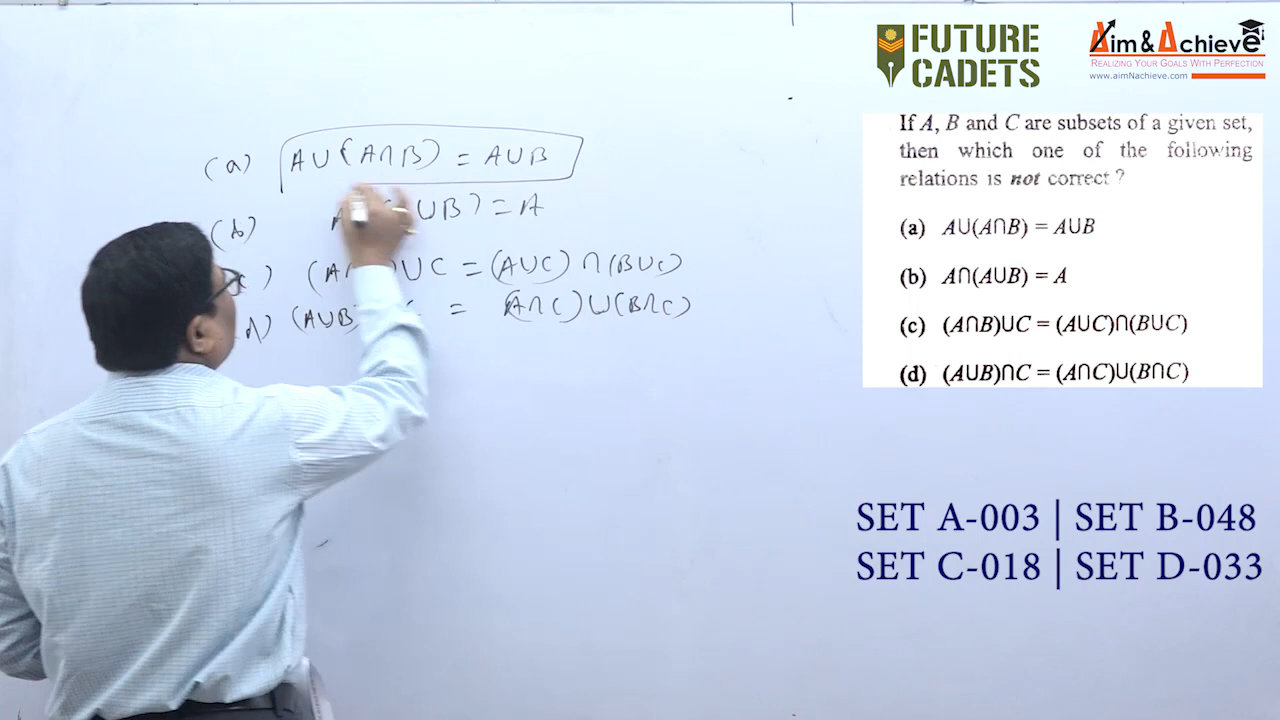 FUTURE
CADETS
Aim & Achieve
REALIZING YOUR GOALS WITH PERFECTION
www.aimNachieve.com
If A, B and C are subsets of a given set,
then which one of the following
relations is not correct ?
(a) A∪(A∩B) = A∪B
(b) A∩(A∪B) = A
(c) (A∩B)∪C = (A∪C)∩(B∪C)
(d) (A∪B)∩C = (A∩C)∪(B∩C)
SET A-003 | SET B-048
SET C-018 | SET D-033
(a) A∪(A∩B) = A∪B
(b) ∪B) = A
) (A ∪C = (A∪C)∩(B∪C)
) (A∪B) = (A∩C)∪(B∩C)